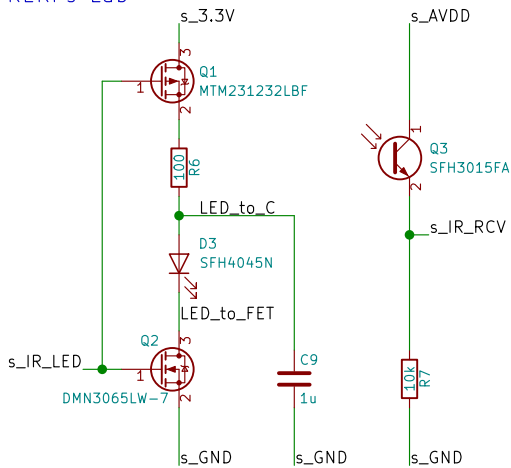 s_3.3V
s_AVDD
3
Q1
1
MTM231232LBF
2
1
Q3
SFH3015FA
2
100
R6
LED_to_C
s_IR_RCV
D3
SFH4045N
LED_to_FET
Q2
3
s_IR_LED
1
C9
DMN3065LW-7
2
1u
10k
R7
s_GND
s_GND
s_GND